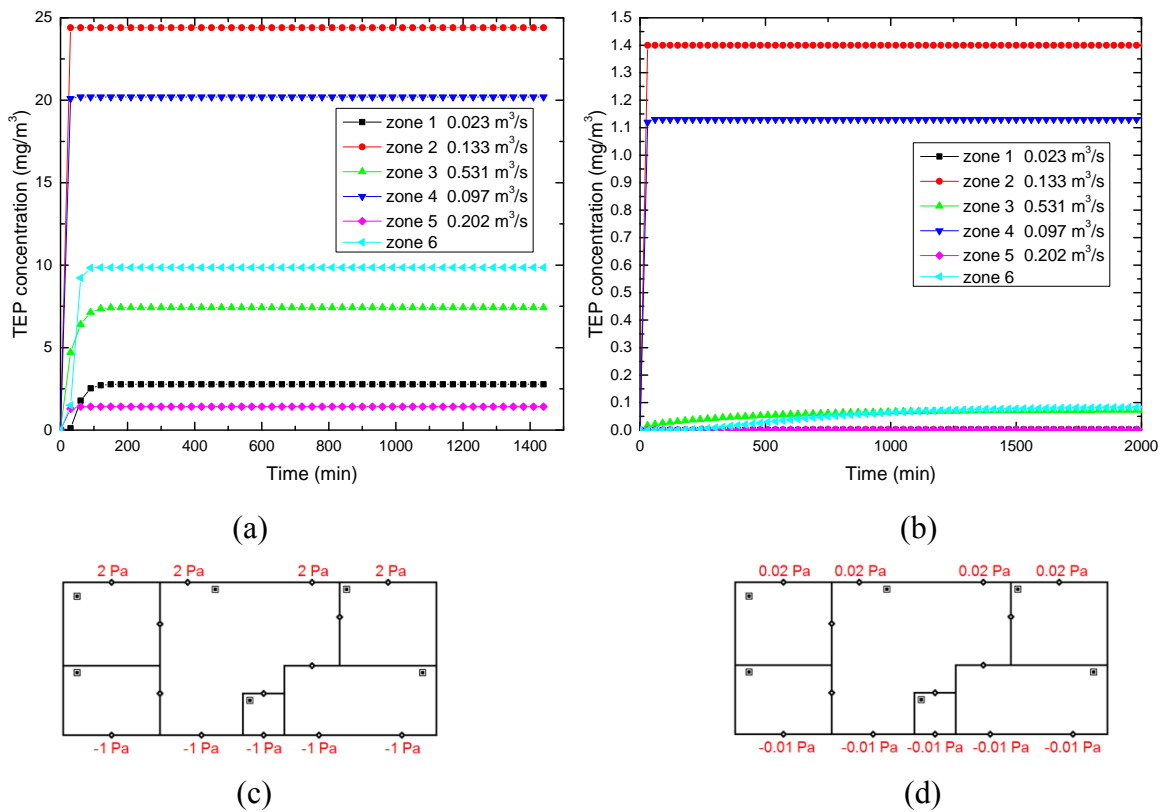 25
20
15
10
5
0
TEP concentration (mg/m³)
zone 1 0.023 m³/s
zone 2 0.133 m³/s
zone 3 0.531 m³/s
zone 4 0.097 m³/s
zone 5 0.202 m³/s
zone 6
0 200 400 600 800 1000 1200 1400
Time (min)
(a)
1.5
1.4
1.3
1.2
1.1
1.0
0.9
0.8
0.7
0.6
0.5
0.4
0.3
0.2
0.1
0.0
TEP concentration (mg/m³)
zone 1 0.023 m³/s
zone 2 0.133 m³/s
zone 3 0.531 m³/s
zone 4 0.097 m³/s
zone 5 0.202 m³/s
zone 6
0 500 1000 1500 2000
Time (min)
(b)
2 Pa 2 Pa 2 Pa 2 Pa
-1 Pa -1 Pa -1 Pa -1 Pa -1 Pa
(c)
0.02 Pa 0.02 Pa 0.02 Pa 0.02 Pa
-0.01 Pa -0.01 Pa -0.01 Pa -0.01 Pa -0.01 Pa
(d)